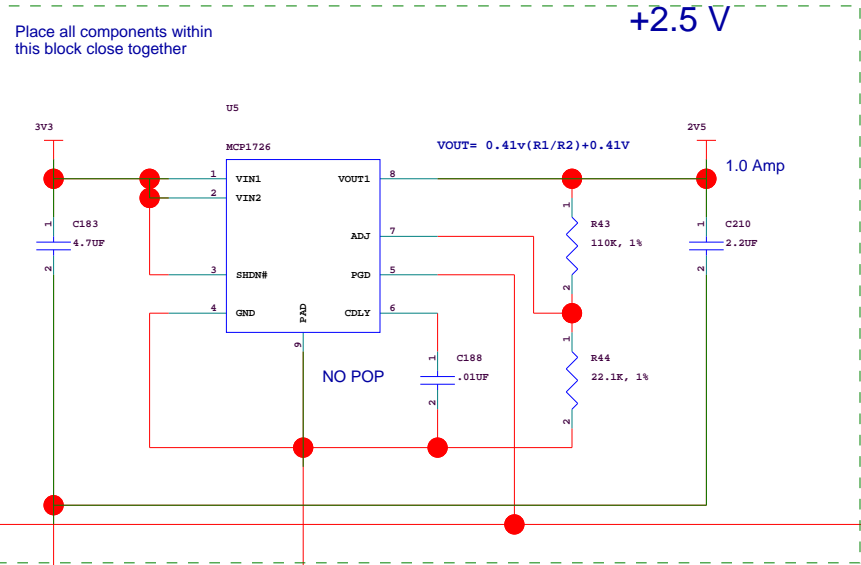 +2.5 V
Place all components within
this block close together
U5
3V3
2V5
MCP1726
VOUT= 0.41v(R1/R2)+0.41V
1.0 Amp
1 VIN1 VOUT1 8
2 VIN2
1 C183
4.7UF
2
ADJ 7
1
R43
110K, 1%
2
1 C210
2.2UF
2
3 SHDN# PGD 5
4 GND PAD CDLY 6
9
NO POP
1 C188
.01UF
2
1
R44
22.1K, 1%
2